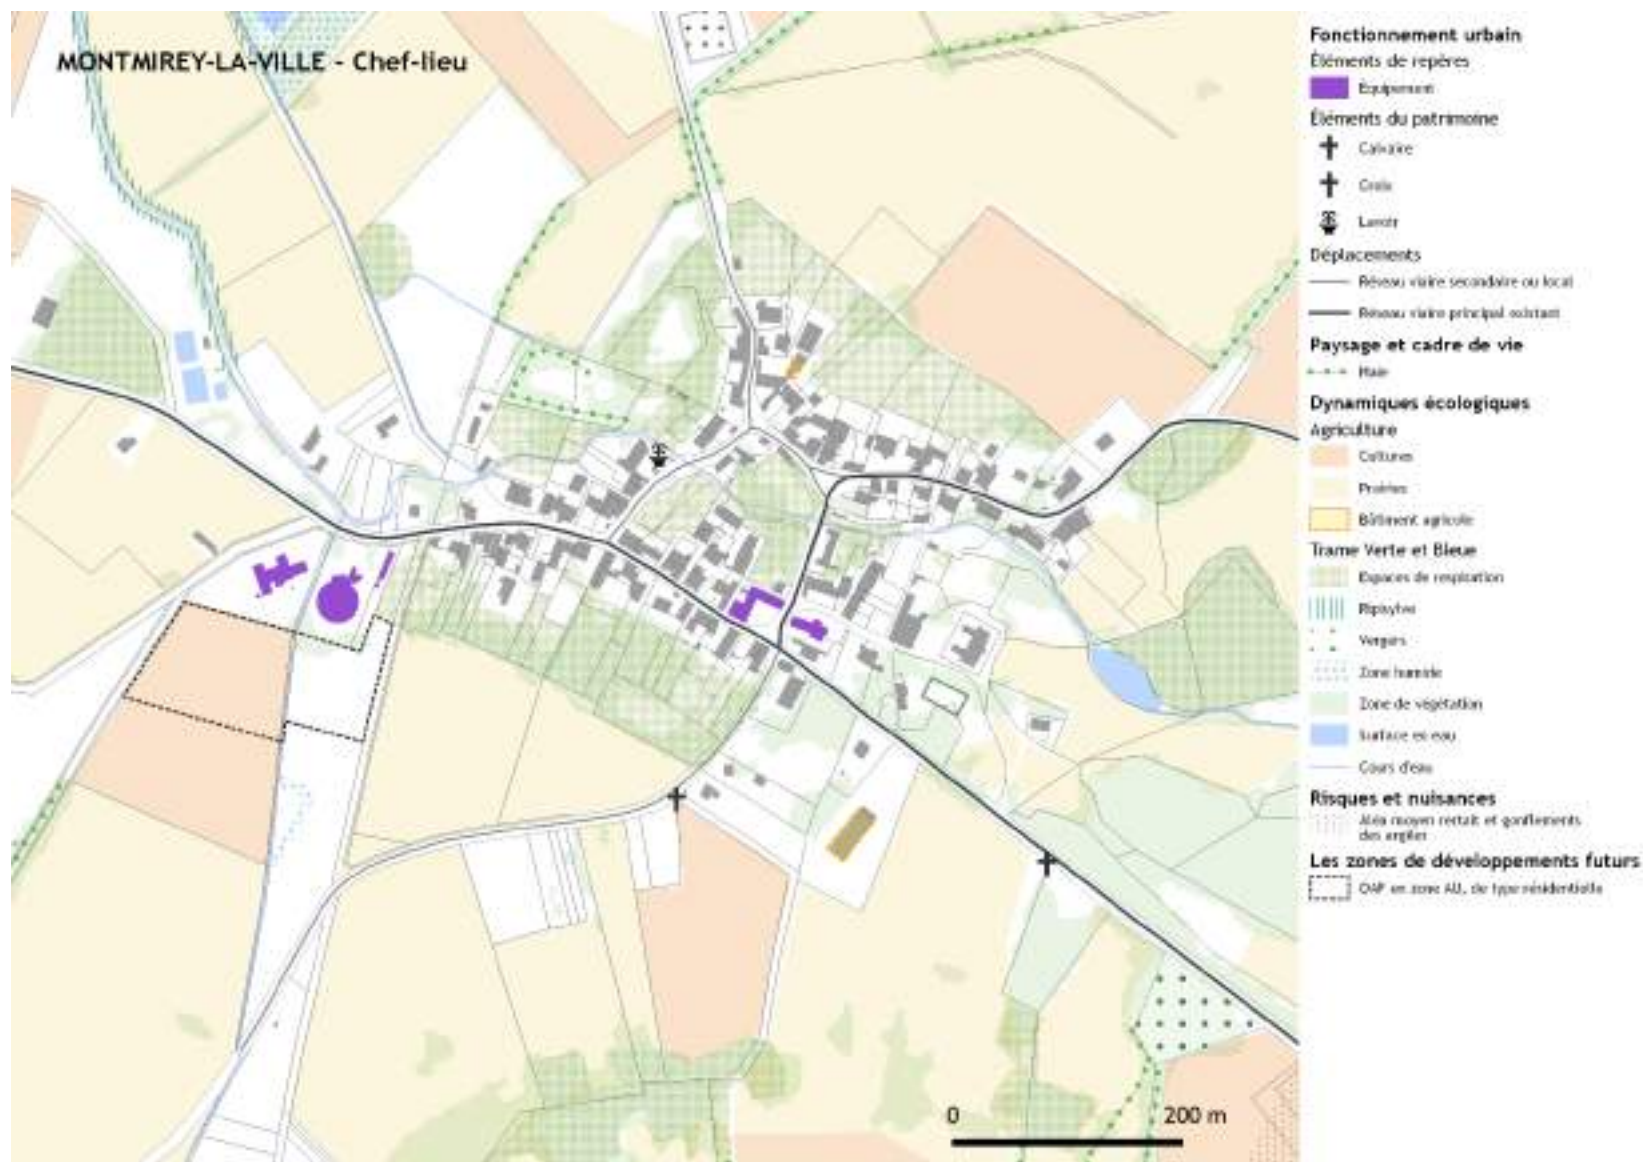 MONTMIREY-LA-VILLE - Chef-lieu
Fonctionnement urbain
Éléments de repères
Equipement
Éléments du patrimoine
Calvaire
Croix
Lavoir
Déplacements
Réseau viaire secondaire ou local
Réseau viaire principal existant
Paysage et cadre de vie
Haie
Dynamiques écologiques
Agriculture
Cultures
Prairies
Bâtiment agricole
Trame Verte et Bleue
Espaces de respiration
Ripisylve
Vergers
Zone humide
Zone de végétation
Surface en eau
Cours d'eau
Risques et nuisances
Aléa moyen retrait et gonflements
des argiles
Les zones de développements futurs
OAP en zone AU, de type résidentielle
0 200 m